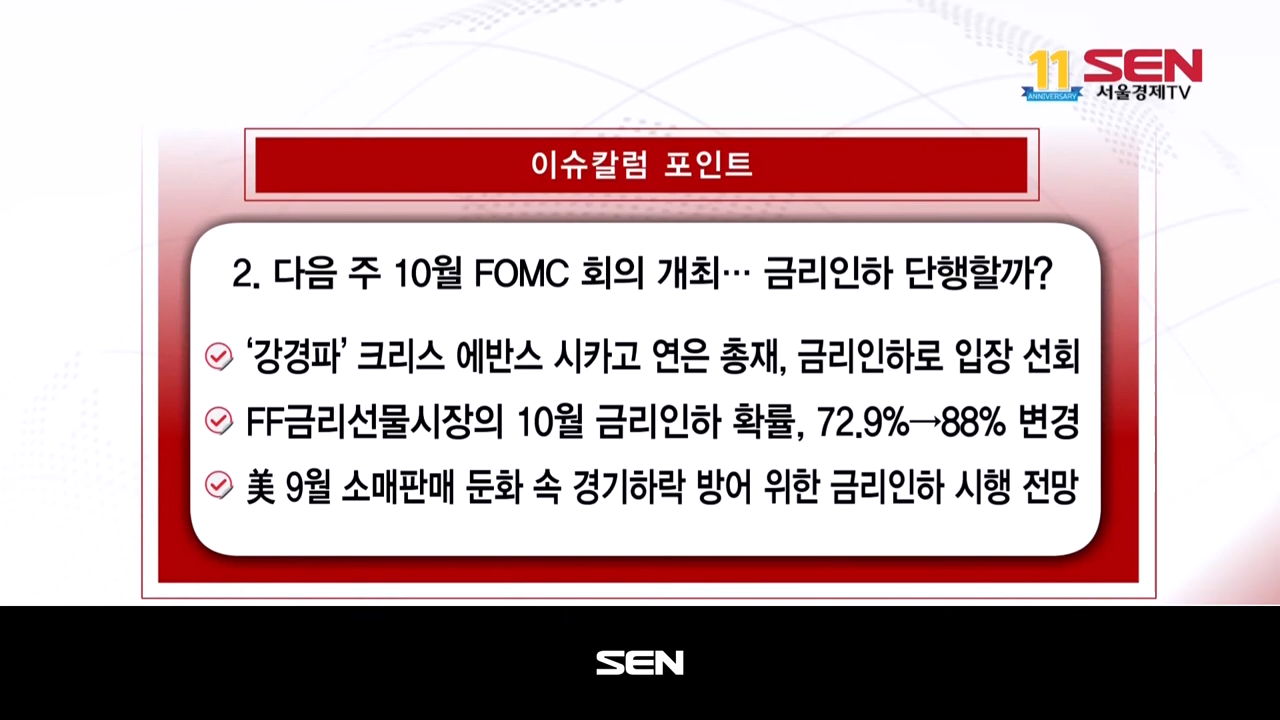 11
ANNIVERSARY
SEN
서울경제TV
이슈칼럼 포인트
2. 다음 주 10월 FOMC 회의 개최… 금리인하 단행할까?
‘강경파’ 크리스 에반스 시카고 연은 총재, 금리인하로 입장 선회
FF금리선물시장의 10월 금리인하 확률, 72.9%→88% 변경
美 9월 소매판매 둔화 속 경기하락 방어 위한 금리인하 시행 전망
SEN